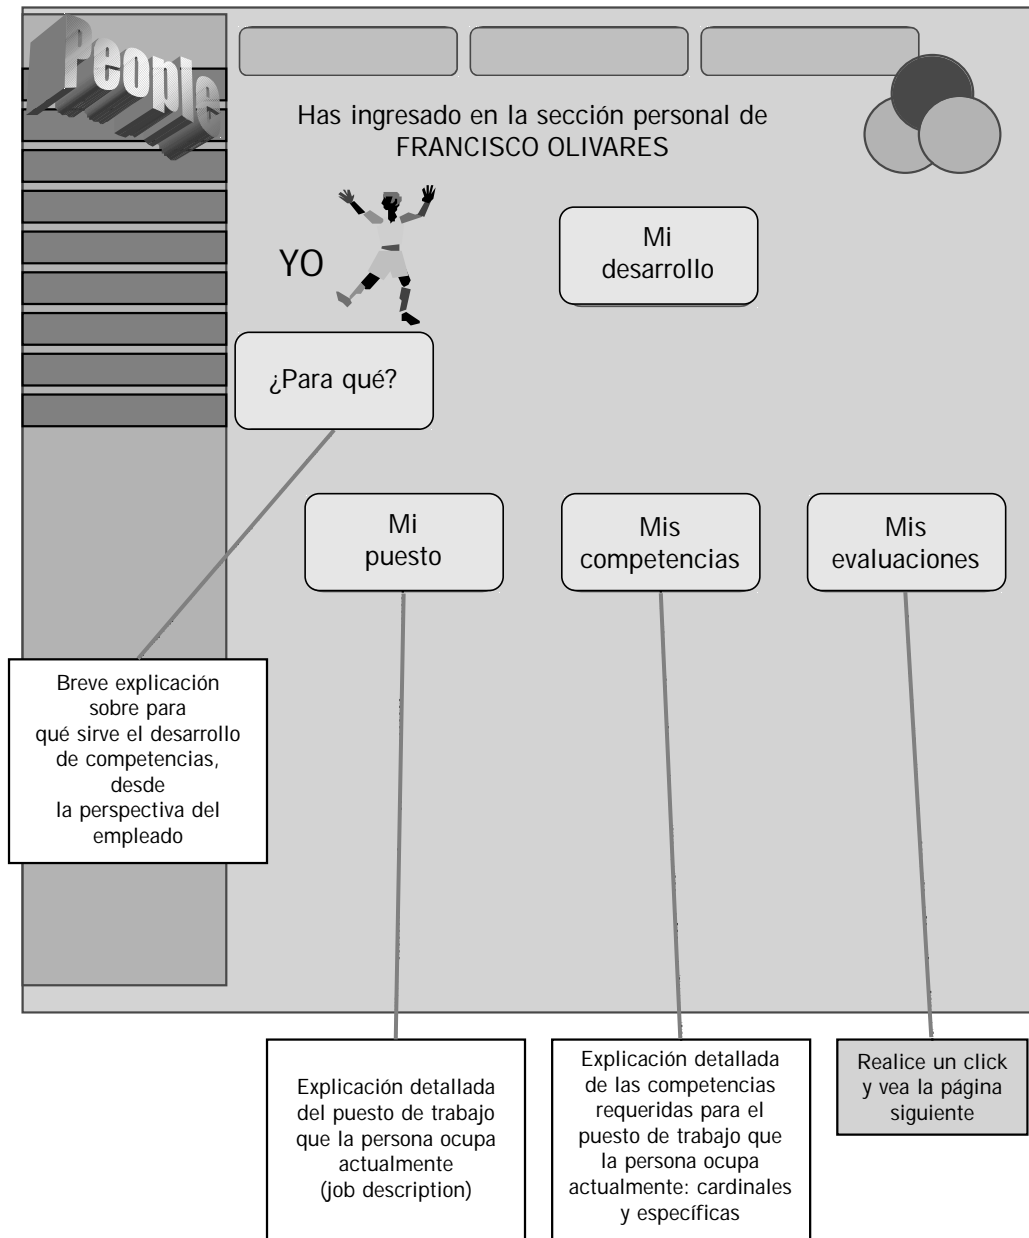 People
Has ingresado en la sección personal de
FRANCISCO OLIVARES
YO
Mi
desarrollo
¿Para qué?
Mi
puesto
Mis
competencias
Mis
evaluaciones
Breve explicación
sobre para
qué sirve el desarrollo
de competencias,
desde
la perspectiva del
empleado
Explicación detallada
del puesto de trabajo
que la persona ocupa
actualmente
(job description)
Explicación detallada
de las competencias
requeridas para el
puesto de trabajo que
la persona ocupa
actualmente: cardinales
y específicas
Realice un click
y vea la página
siguiente